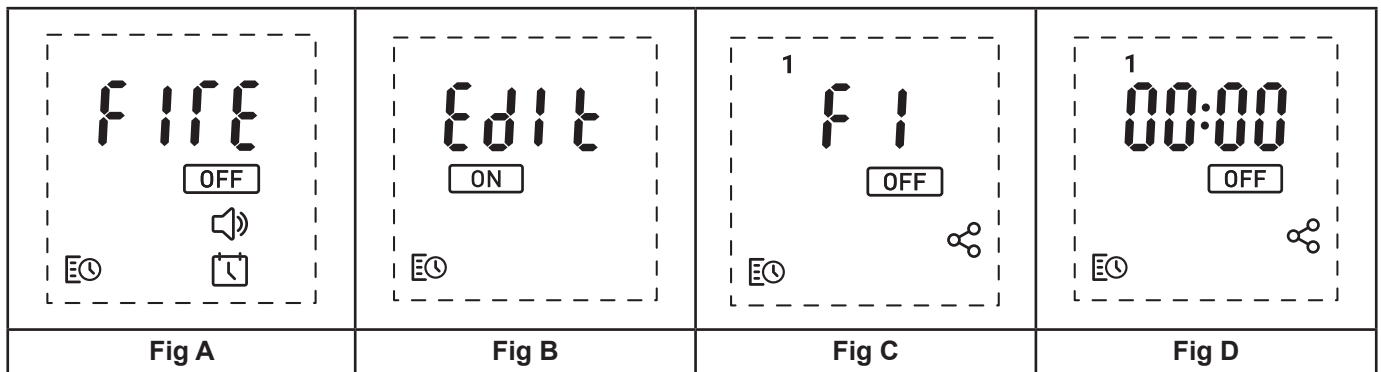 FIRE
OFF
Fig A
EdIt
ON
Fig B
1
F I
OFF
Fig C
1
00:00
OFF
Fig D